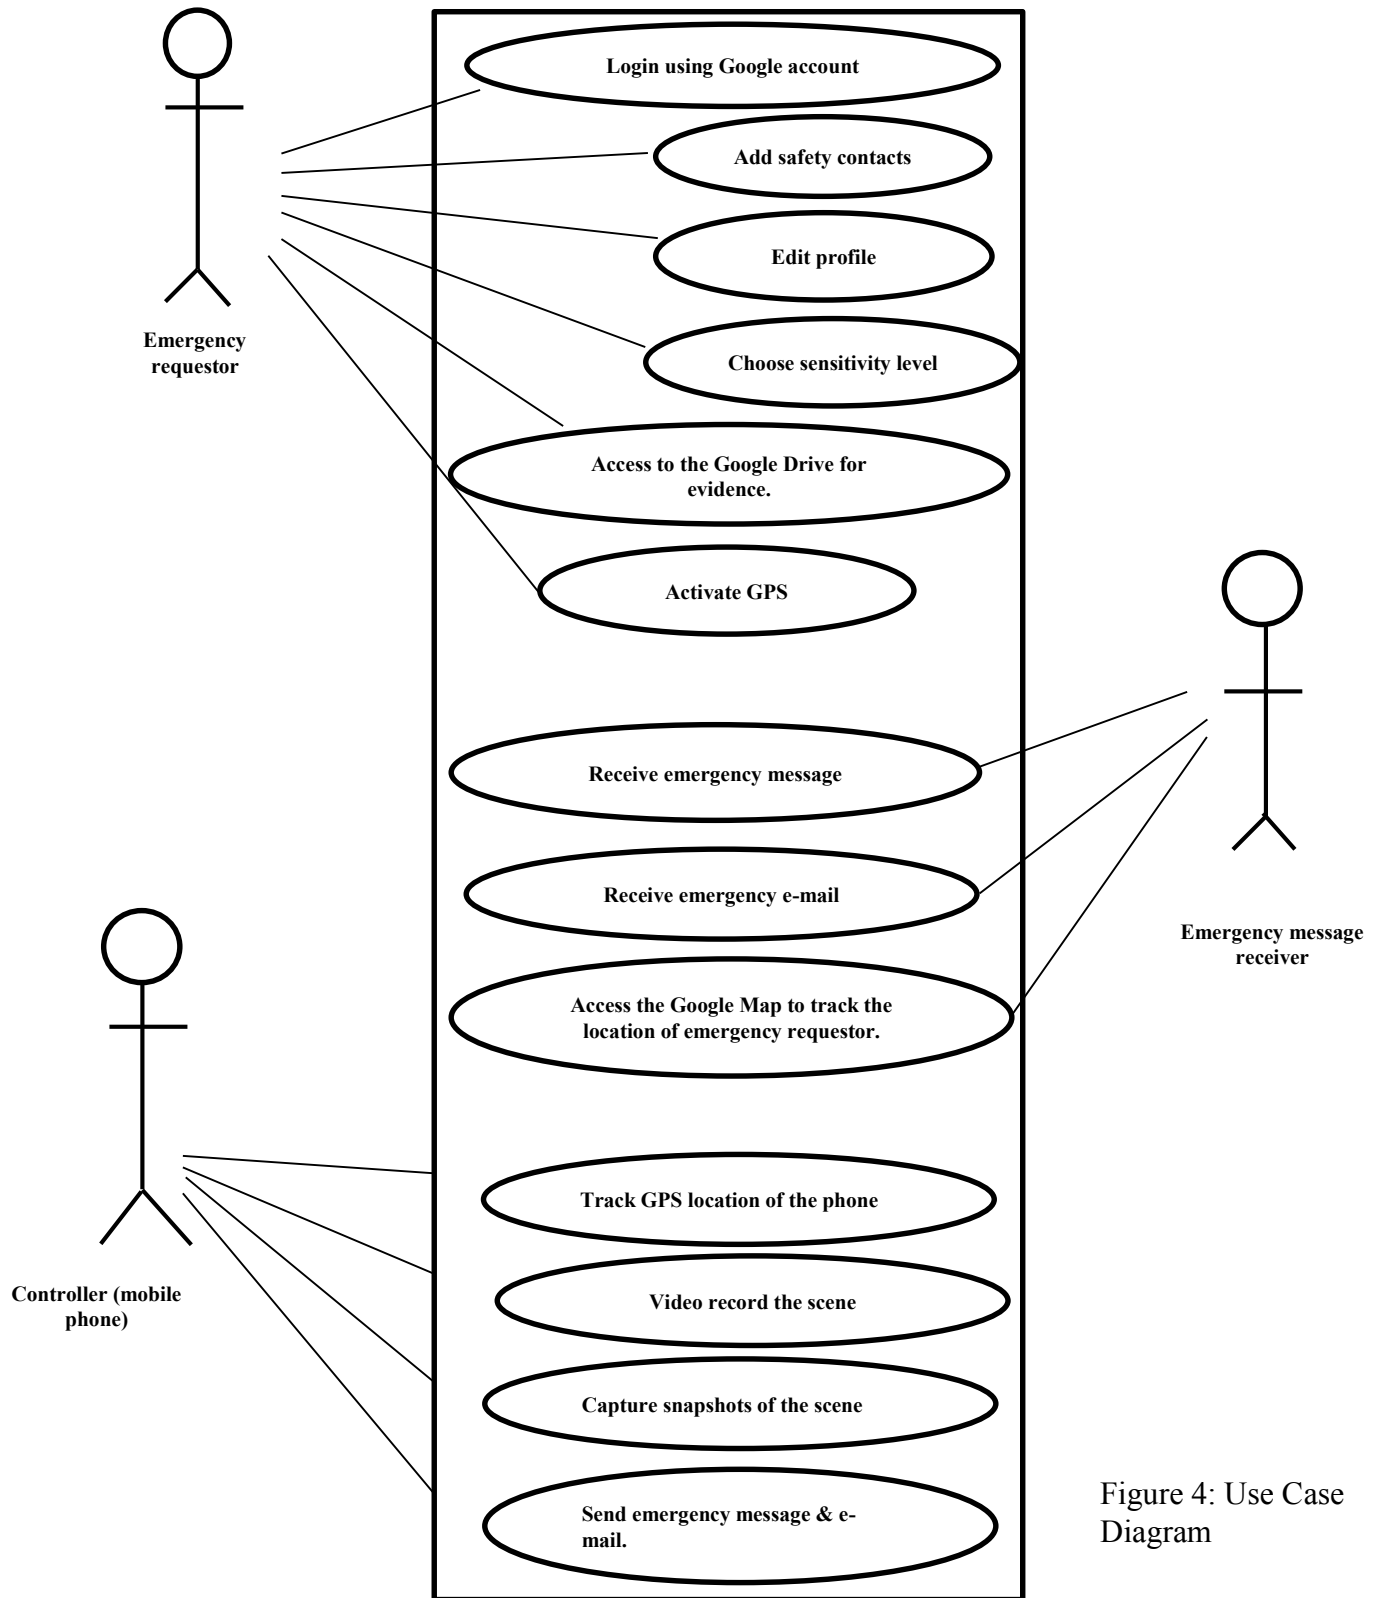 Login using Google account
Add safety contacts
Edit profile
Emergency
requestor
Choose sensitivity level
Access to the Google Drive for
evidence.
Activate GPS
Receive emergency message
Receive emergency e-mail
Emergency message
receiver
Access the Google Map to track the
location of emergency requestor.
Track GPS location of the phone
Controller (mobile
phone)
Video record the scene
Capture snapshots of the scene
Send emergency message & e-
mail.
Figure 4: Use Case
Diagram